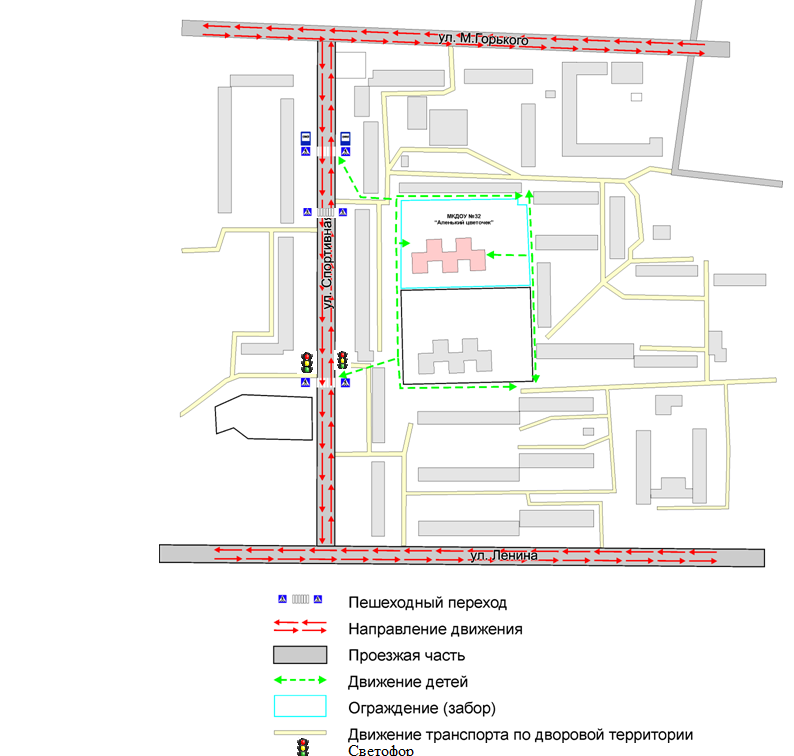 ул. М.Горького
МКДОУ №32
"Аленький цветочек"
ул. Спортивная
ул. Ленина
Пешеходный переход
Направление движения
Проезжая часть
Движение детей
Ограждение (забор)
Движение транспорта по дворовой территории
Светофор